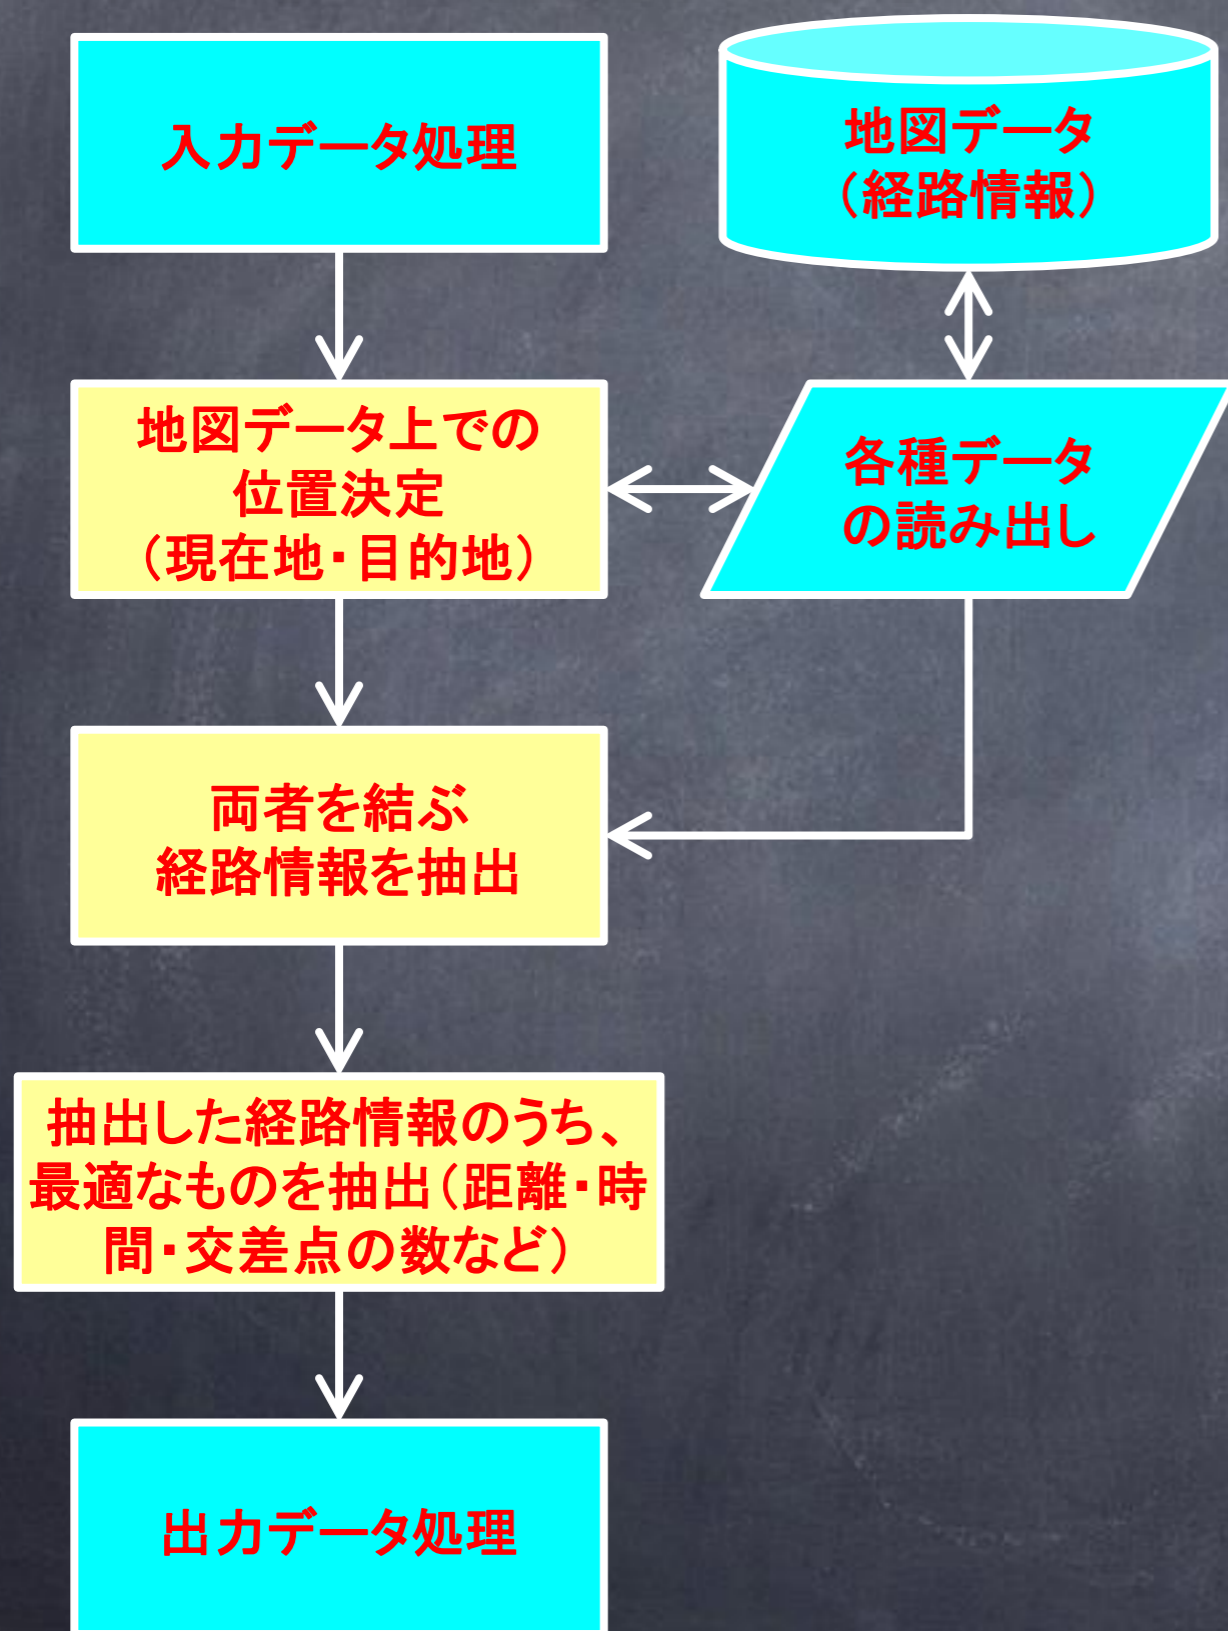 入力データ処理
地図データ
（経路情報）
地図データ上での
位置決定
（現在地・目的地）
各種データ
の読み出し
両者を結ぶ
経路情報を抽出
抽出した経路情報のうち、
最適なものを抽出（距離・時
間・交差点の数など）
出力データ処理